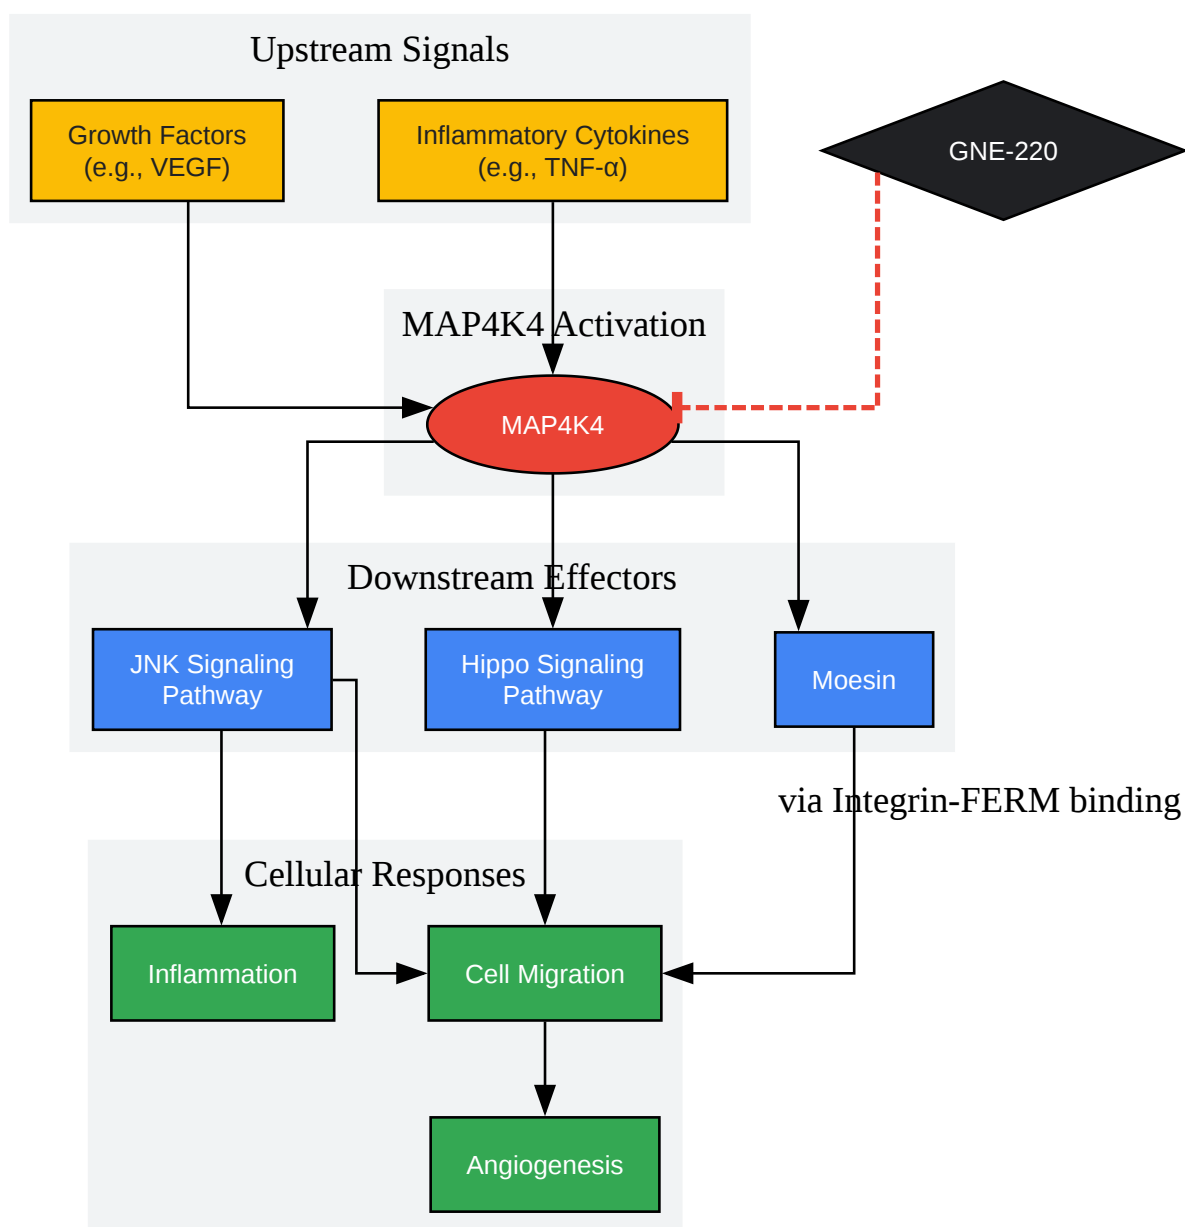 Upstream Signals
Growth Factors
(e.g., VEGF)
Inflammatory Cytokines
(e.g., TNF-α)
GNE-220
MAP4K4 Activation
MAP4K4
Downstream Effectors
JNK Signaling
Pathway
Hippo Signaling
Pathway
Moesin
via Integrin-FERM binding
Cellular Responses
Inflammation
Cell Migration
Angiogenesis